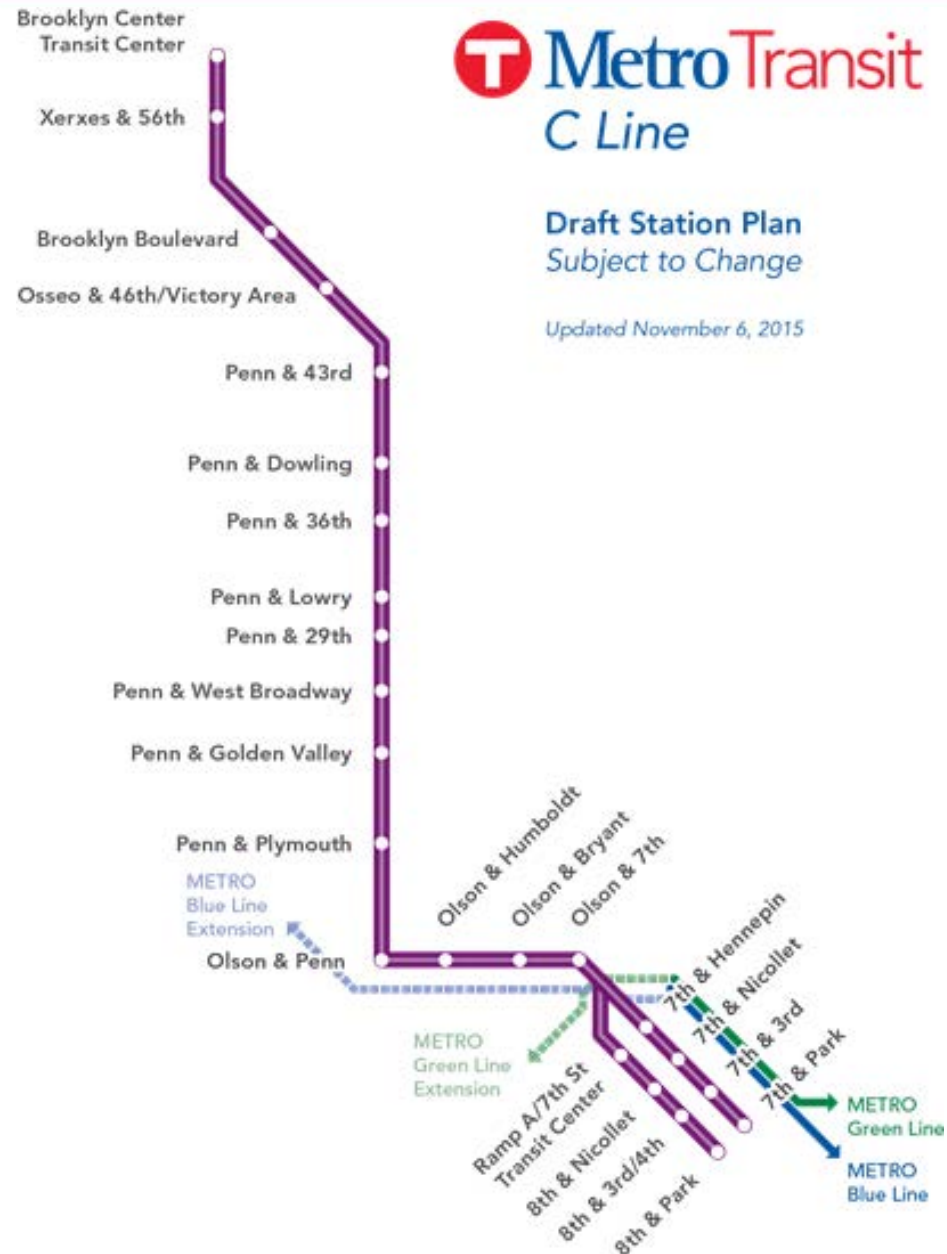 Brooklyn Center
Transit Center
T MetroTransit
C Line
Xerxes & 56th
Draft Station Plan
Subject to Change
Updated November 6, 2015
Brooklyn Boulevard
Osseo & 46th/Victory Area
Penn & 43rd
Penn & Dowling
Penn & 36th
Penn & Lowry
Penn & 29th
Penn & West Broadway
Penn & Golden Valley
Penn & Plymouth
METRO
Blue Line
Extension
Olson & Penn
Olson & Humboldt
Olson & Bryant
Olson & 7th
7th & Hennepin
7th & Nicollet
7th & 3rd
7th & Park
METRO
Green Line
Extension
Ramp A/7th St
Transit Center
8th & Nicollet
8th & 3rd/4th
8th & Park
METRO
Green Line
METRO
Blue Line